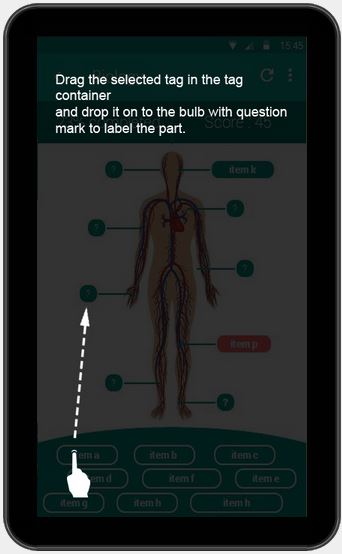 15:45
Drag the selected tag in the tag
container
and drop it on to the bulb with question
mark to label the part.
Score : 45
? item k
?
?
?
?
item p
?
?
item a item b item c
item d item f item e
item g item h item h